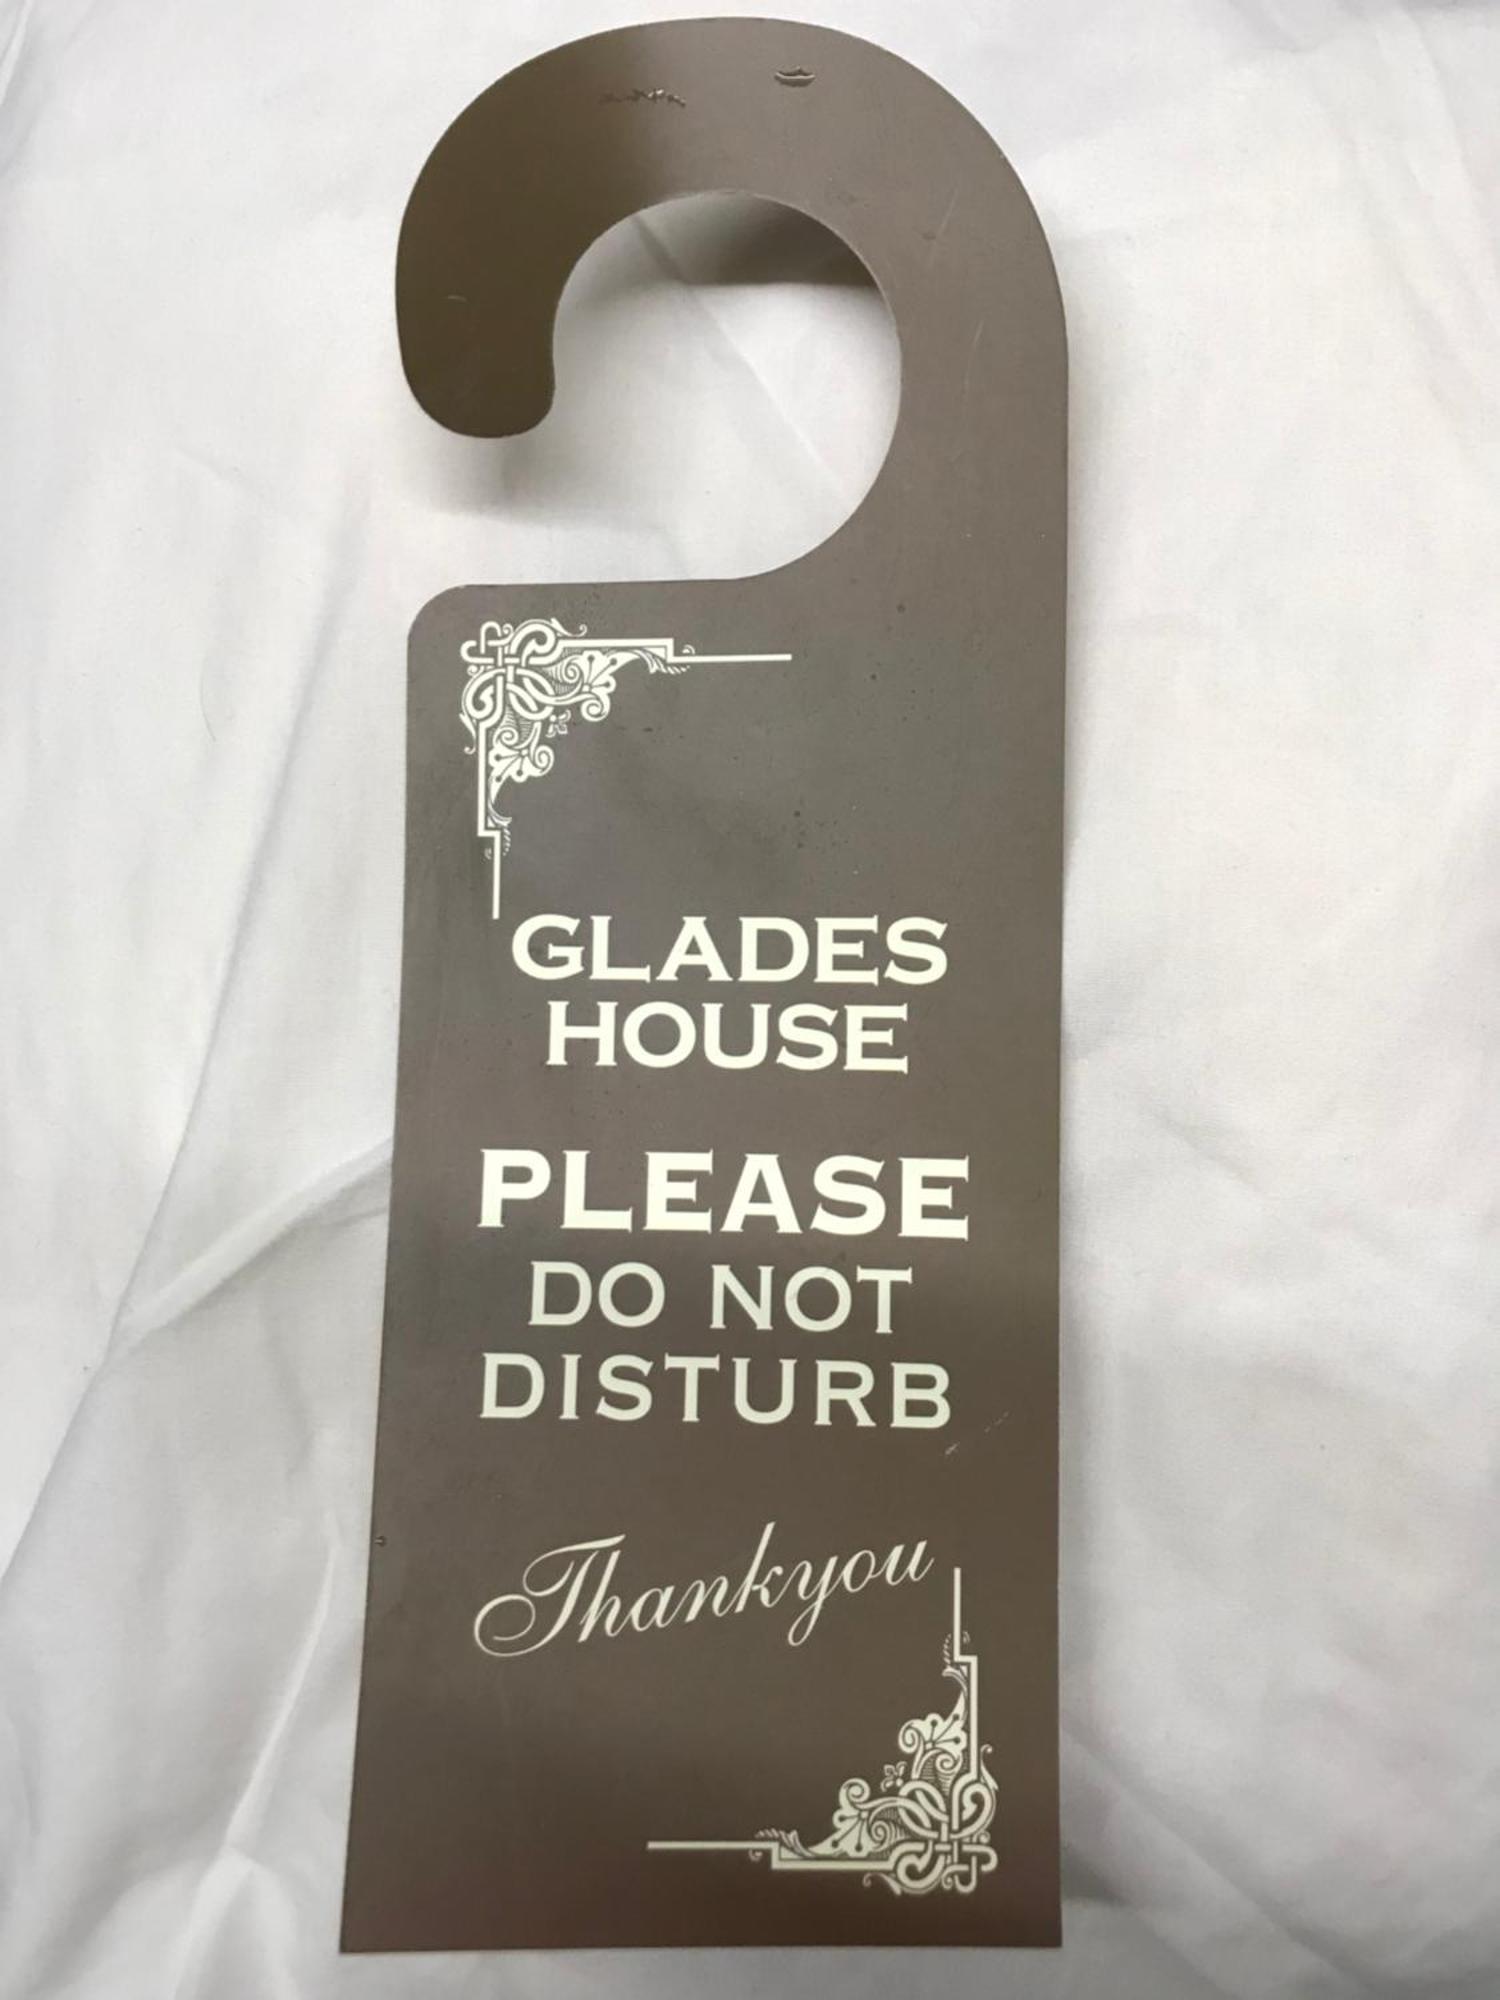 GLADES
HOUSE
PLEASE
DO NOT
DISTURB
Thankyou